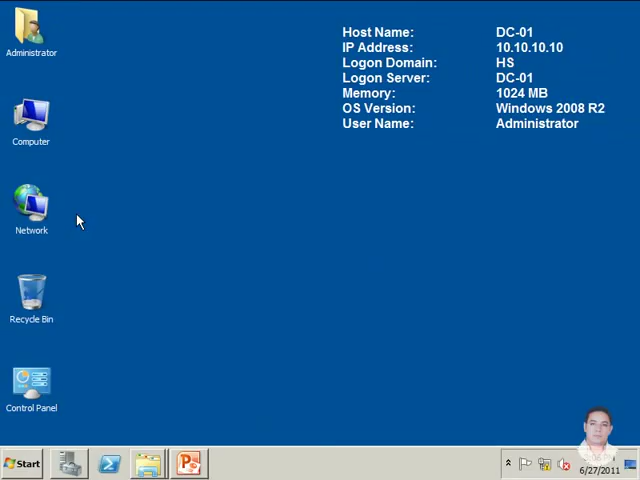 Host Name: DC-01
IP Address: 10.10.10.10
Logon Domain: HS
Logon Server: DC-01
Memory: 1024 MB
OS Version: Windows 2008 R2
User Name: Administrator
Administrator
Computer
Network
Recycle Bin
Control Panel
Start
6/27/2011